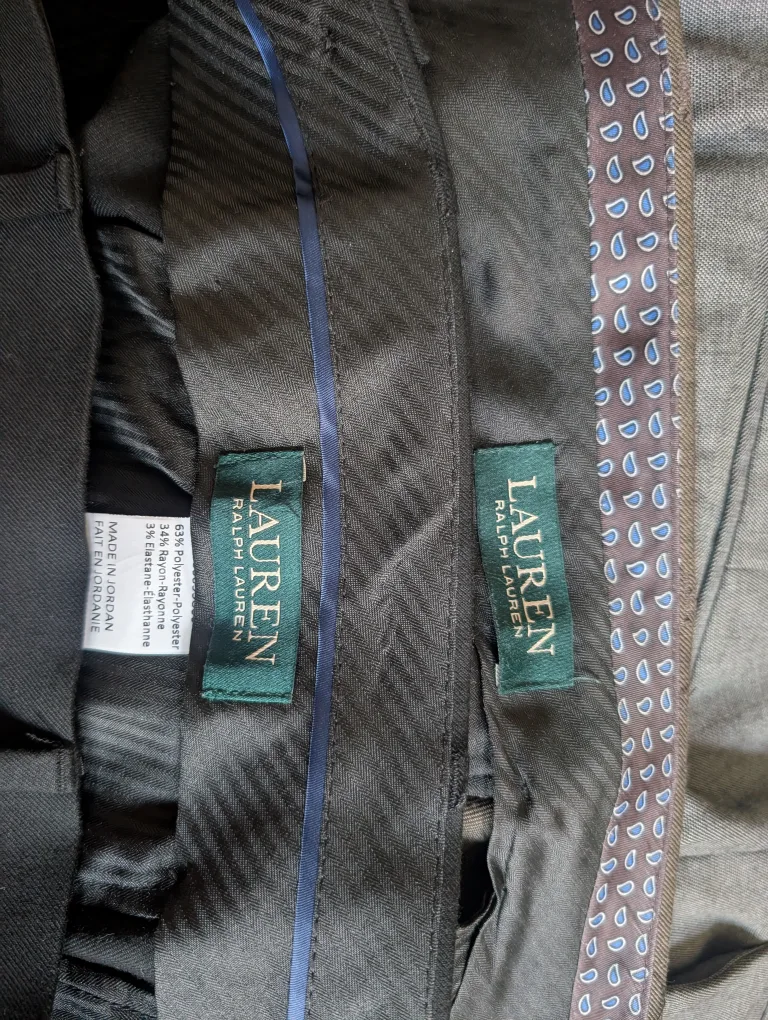 LAUREN
RALPH LAUREN
LAUREN
RALPH LAUREN
63% Polyester-Polyester
34% Rayon-Rayonne
3% Elastane-Élasthanne
MADE IN JORDAN
FAIT EN JORDANIE